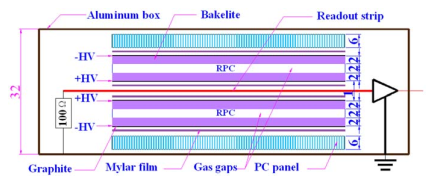 Aluminum box
Bakelite
Readout strip
-HV
RPC
+HV
+HV
RPC
-HV
32
100 Ω
6
2
2
2
1
2
2
2
6
Graphite
Mylar film
Gas gaps
PC panel